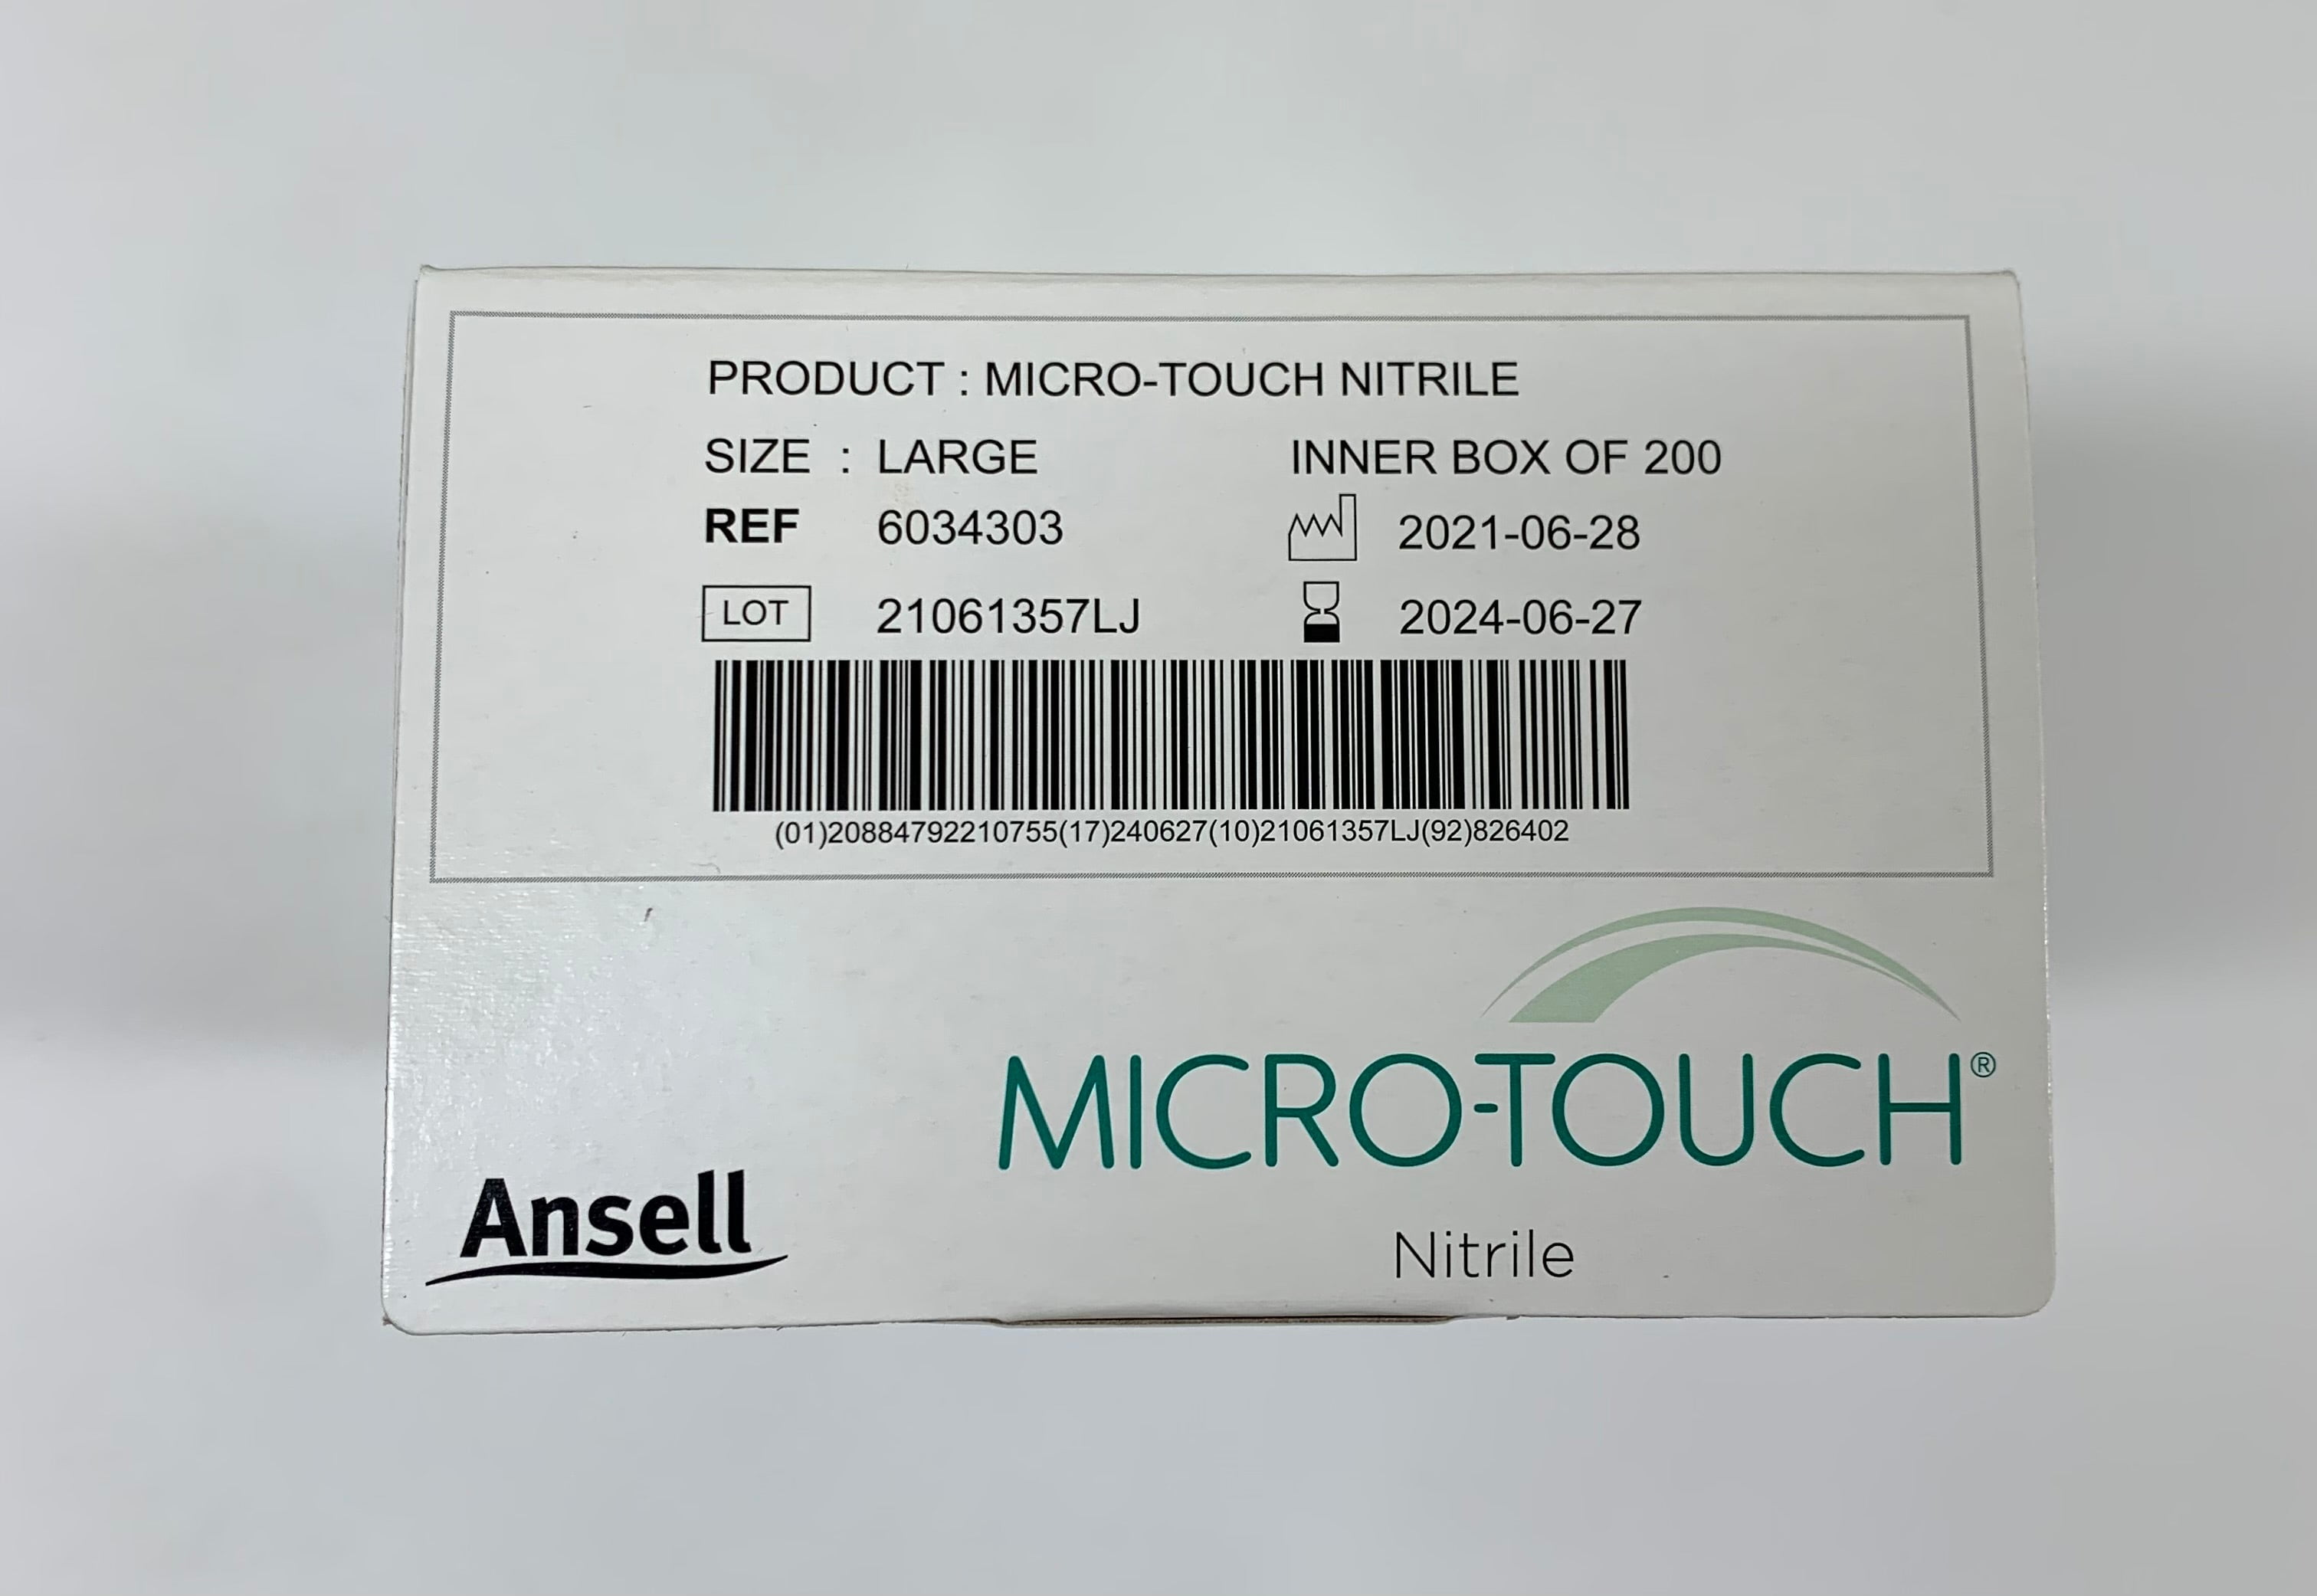 PRODUCT : MICRO-TOUCH NITRILE
SIZE : LARGE INNER BOX OF 200
REF 6034303 2021-06-28
LOT 21061357LJ 2024-06-27
(01)20884792210755(17)240627(10)21061357LJ(92)826402
MICRO-TOUCH®
Ansell
Nitrile